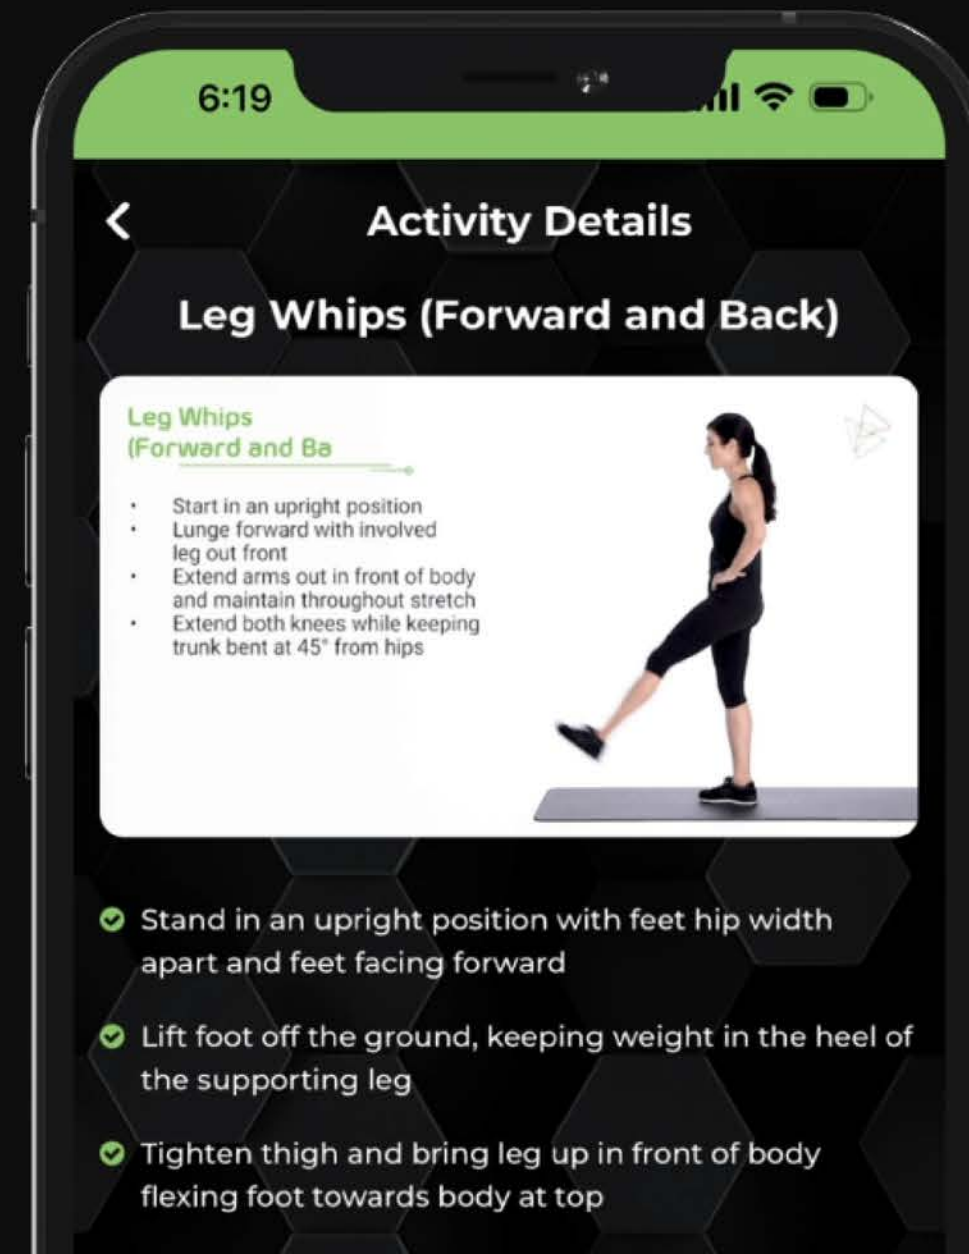 6:19
Activity Details
Leg Whips (Forward and Back)
Leg Whips
(Forward and Ba
• Start in an upright position
• Lunge forward with involved
leg out front
• Extend arms out in front of body
and maintain throughout stretch
• Extend both knees while keeping
trunk bent at 45° from hips
Stand in an upright position with feet hip width
apart and feet facing forward
Lift foot off the ground, keeping weight in the heel of
the supporting leg
Tighten thigh and bring leg up in front of body
flexing foot towards body at top